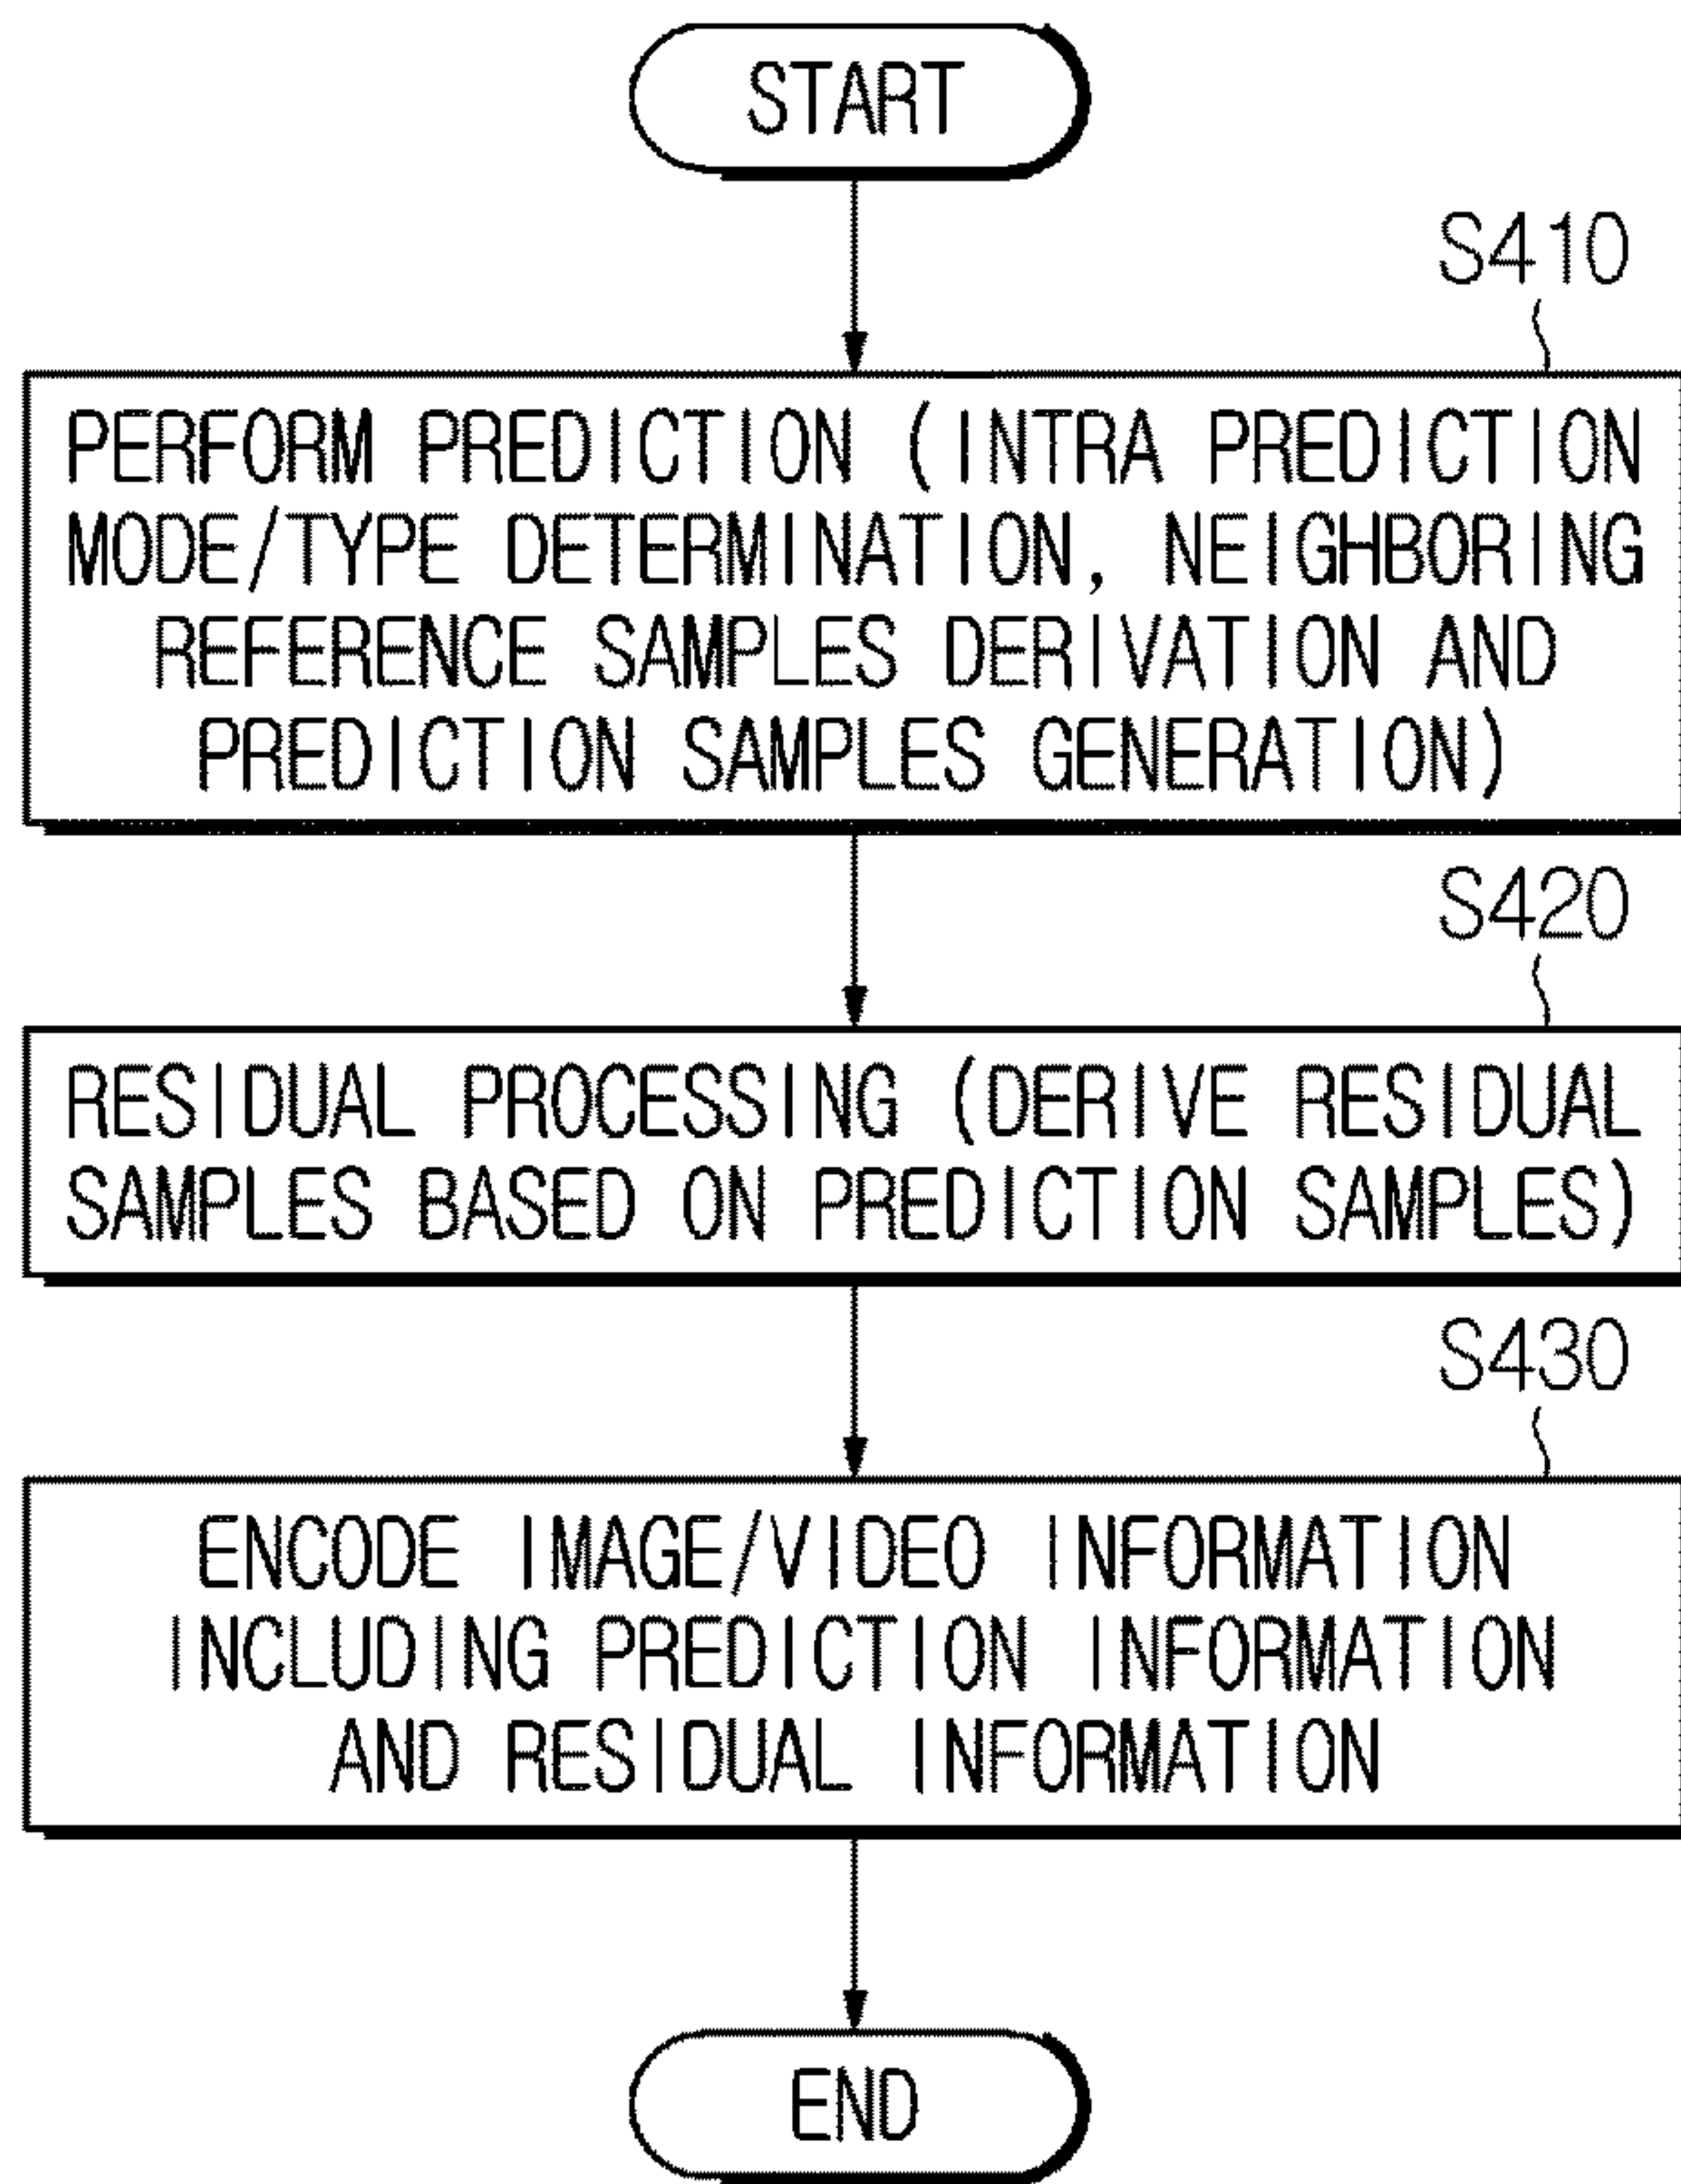 START
S410
PERFORM PREDICTION (INTRA PREDICTION
MODE/TYPE DETERMINATION, NEIGHBORING
REFERENCE SAMPLES DERIVATION AND
PREDICTION SAMPLES GENERATION)
S420
RESIDUAL PROCESSING (DERIVE RESIDUAL
SAMPLES BASED ON PREDICTION SAMPLES)
S430
ENCODE IMAGE/VIDEO INFORMATION
INCLUDING PREDICTION INFORMATION
AND RESIDUAL INFORMATION
END